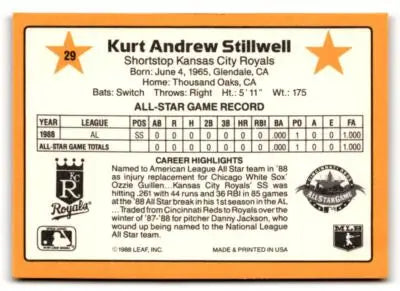 29
Kurt Andrew Stillwell
Shortstop Kansas City Royals
Born: June 4, 1965, Glendale, CA
Home: Thousand Oaks, CA
Bats: Switch Throws: Right Ht.: 5' 11" Wt.: 175
ALL-STAR GAME RECORD
YEAR LEAGUE POS AB R H 2B 3B HR RBI BA PO A E FA
1988 AL SS 0 0 0 0 0 0 0 .000 1 0 0 1.000
ALL-STAR GAME TOTALS 0 0 0 0 0 0 0 .000 1 0 0 1.000
CAREER HIGHLIGHTS
Named to American League All Star team in '88
as injury replacement for Chicago White Sox'
Ozzie Guillen...Kansas City Royals' SS was
hitting .261 with 44 runs and 36 RBI in 85 games
at the '88 All Star break in his 1st season in the AL
...Traded from Cincinnati Reds to Royals over the
winter of '87-'88 for pitcher Danny Jackson, who
wound up being named to the National League
All Star team.
KC
R
Royals
ALL STAR GAME
© 1988 LEAF, INC. MADE & PRINTED IN USA